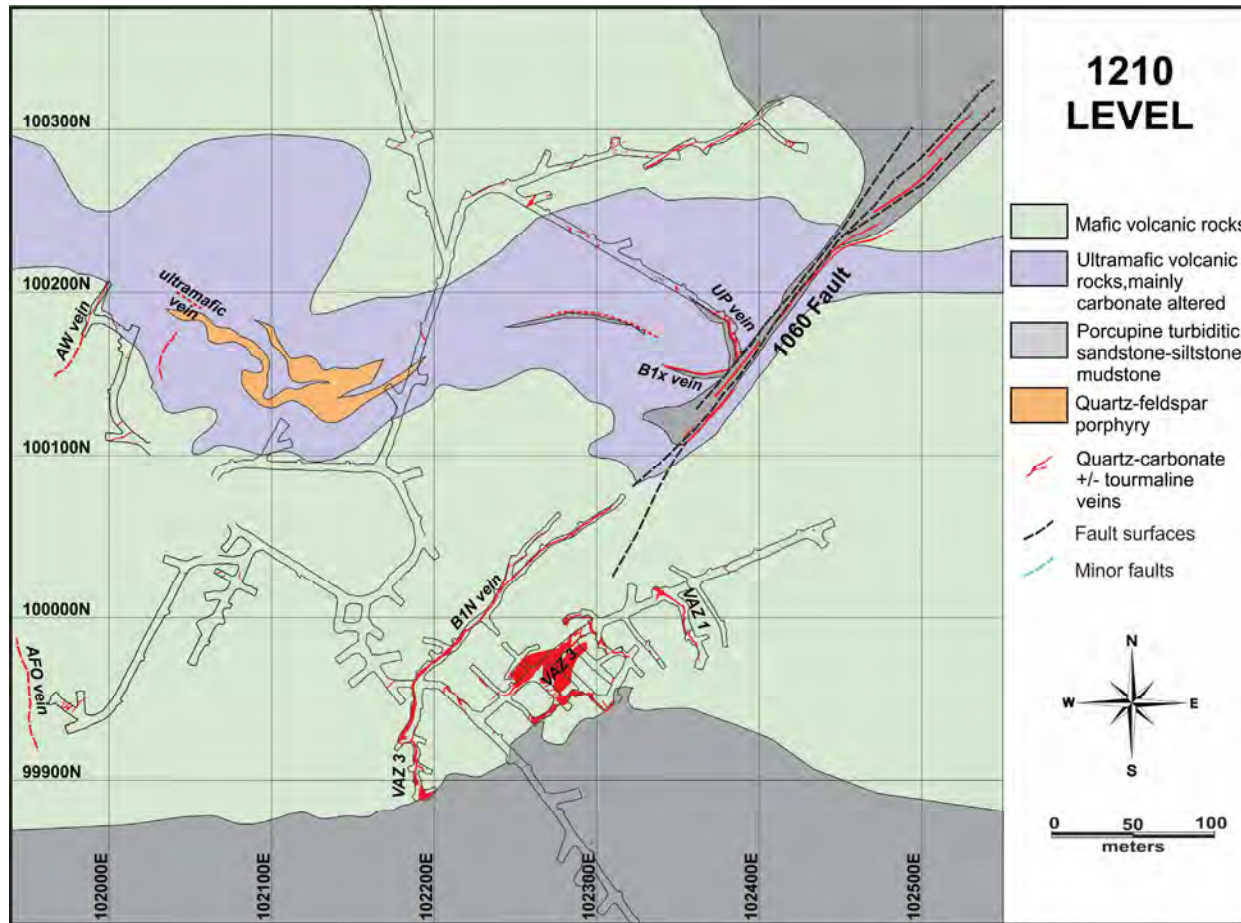 1210
LEVEL
Mafic volcanic rocks
Ultramafic volcanic
rocks,mainly
carbonate altered
Porcupine turbiditic
sandstone-siltstone
mudstone
Quartz-feldspar
porphyry
Quartz-carbonate
+/- tourmaline
veins
Fault surfaces
Minor faults
N
W
E
S
0 50 100
meters
100300N
100200N
100100N
100000N
99900N
102000E
102100E
102200E
102300E
102400E
102500E
AW vein
ultramafic
vein
UP vein
B1x vein
1060 Fault
B1N vein
VAZ 1
VAZ 3
VAZ 3
AFO vein